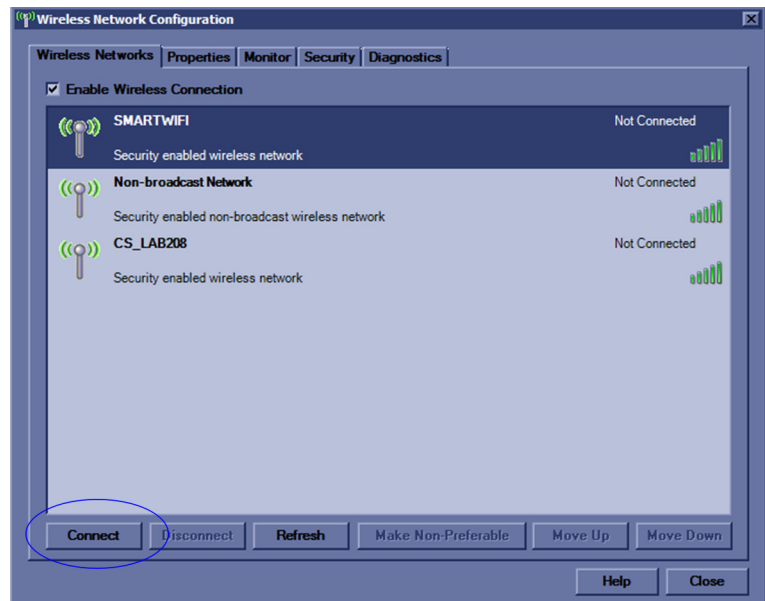 Wireless Network Configuration
Wireless Networks Properties Monitor Security Diagnostics
Enable Wireless Connection
SMARTWIFI Not Connected
Security enabled wireless network
Non-broadcast Network Not Connected
Security enabled non-broadcast wireless network
CS_LAB208 Not Connected
Security enabled wireless network
Connect Disconnect Refresh Make Non-Preferable Move Up Move Down
Help Close